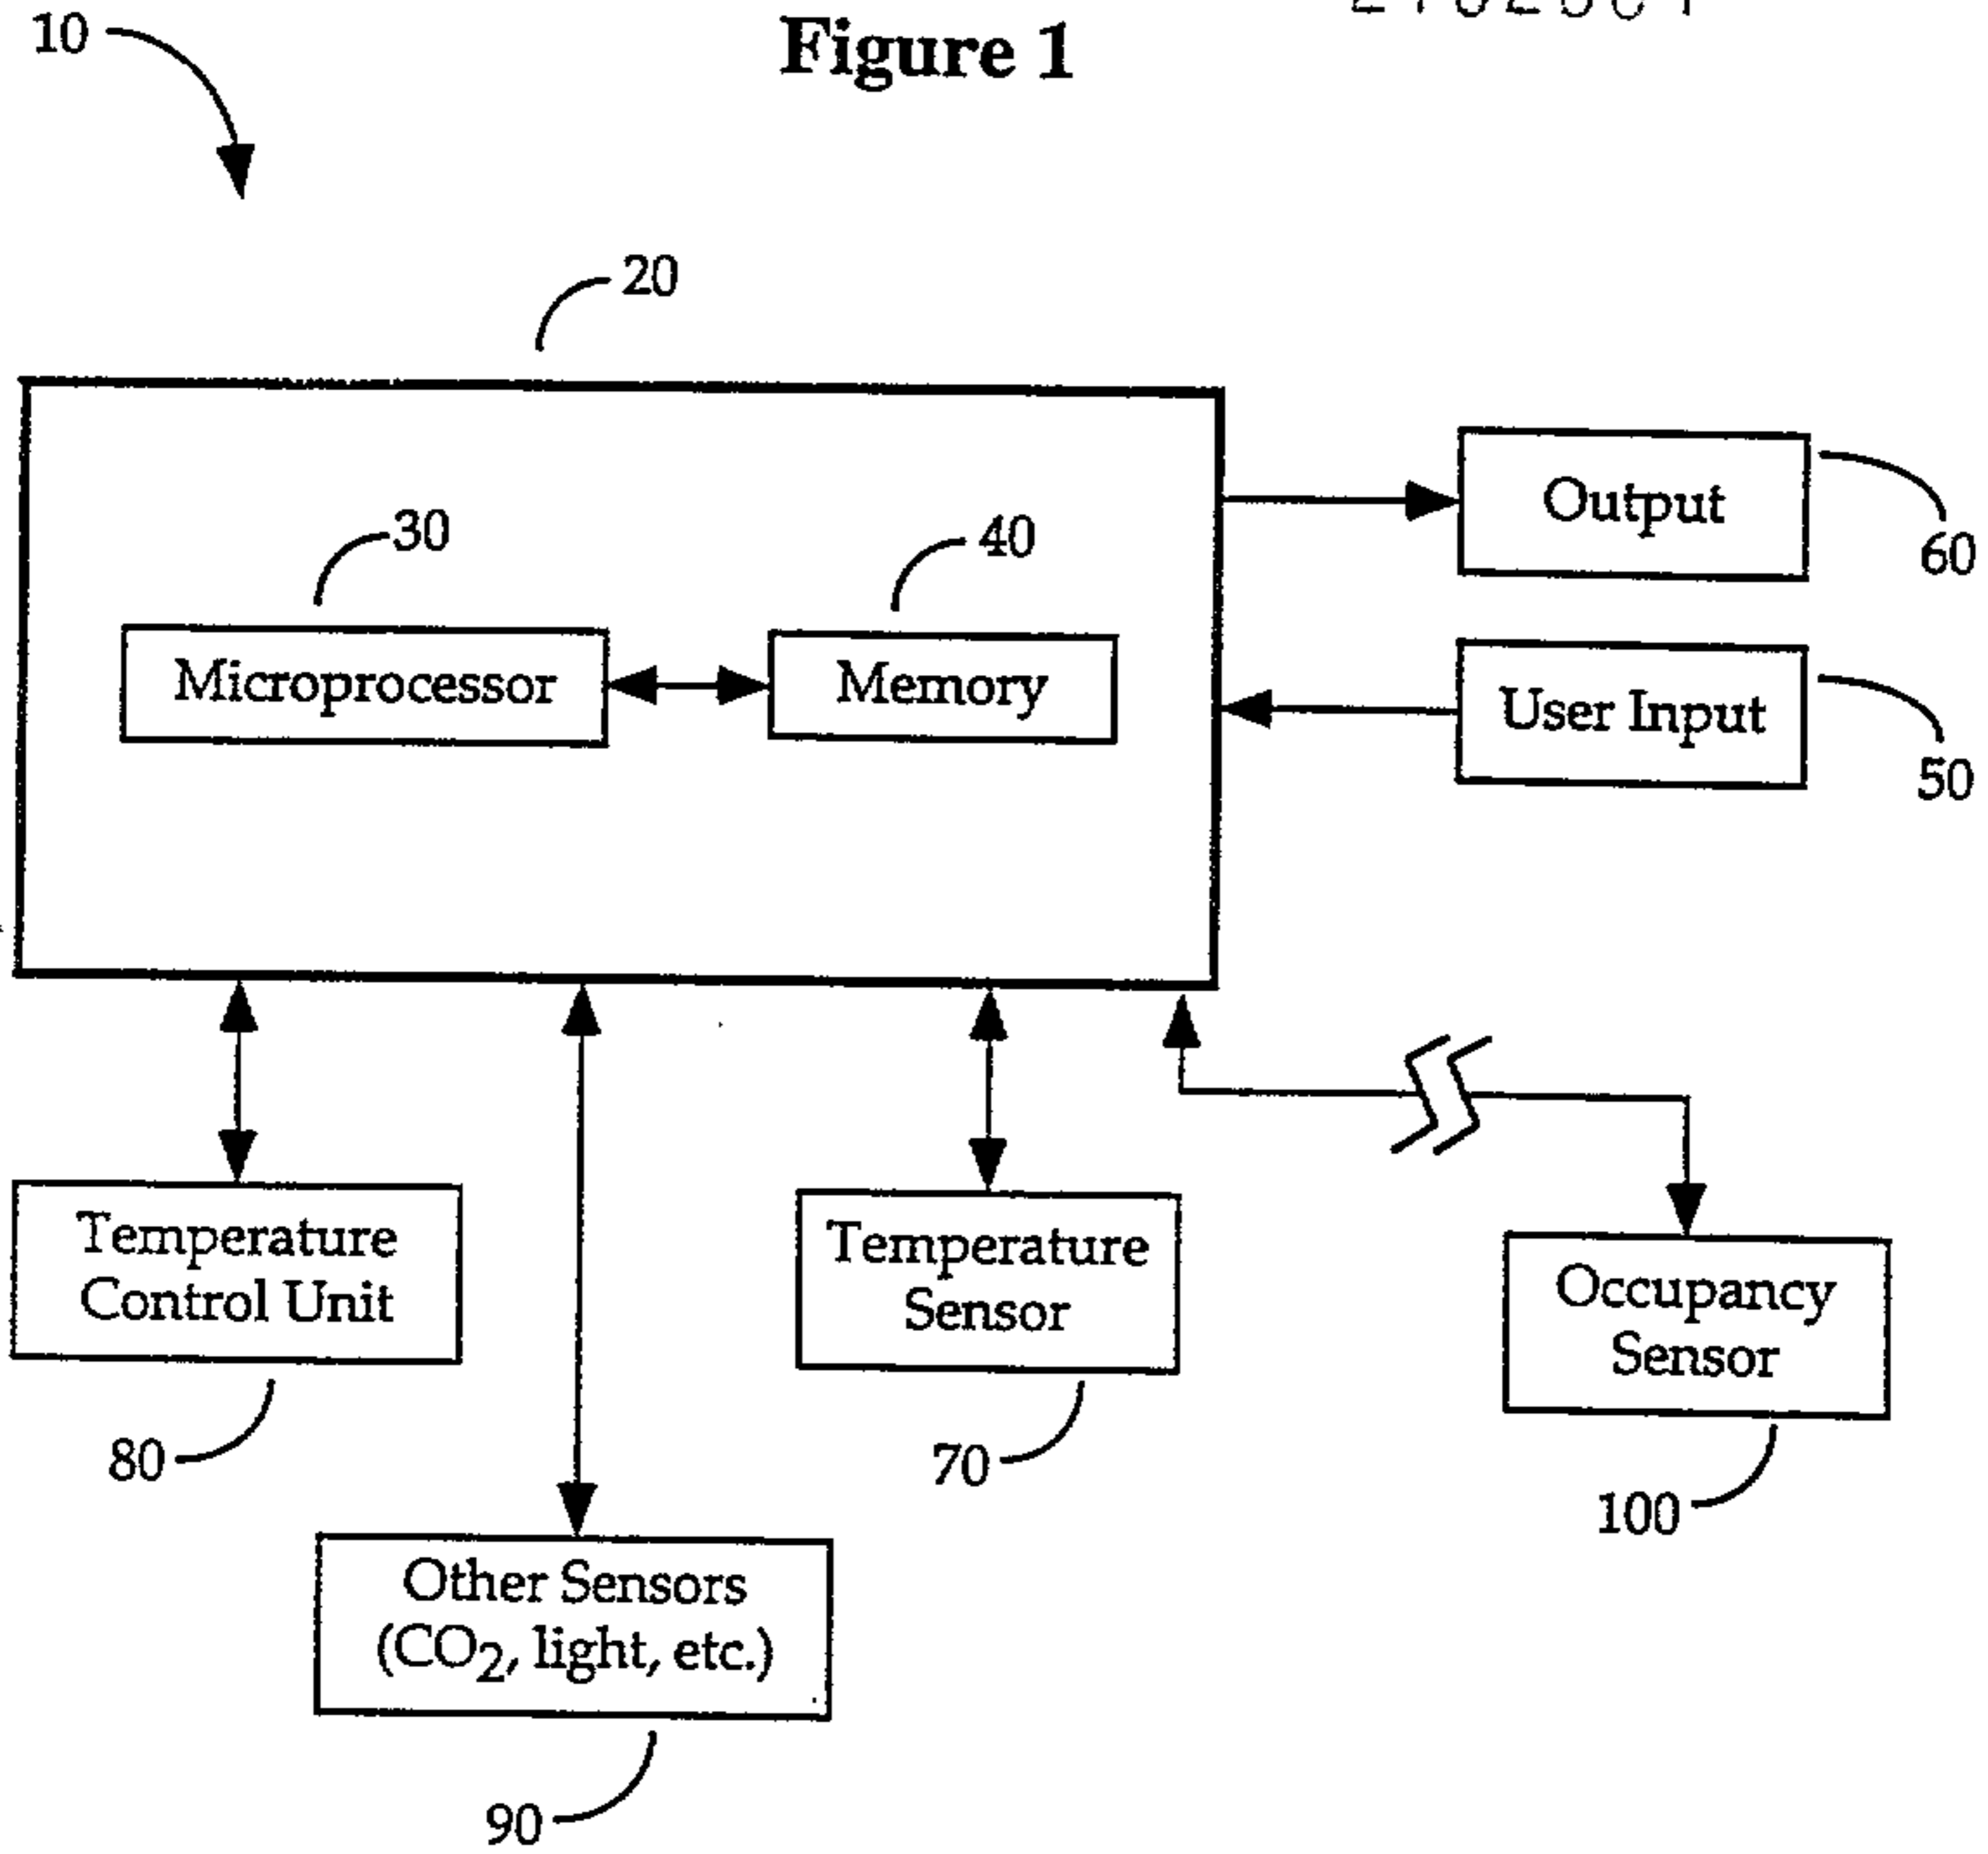 Figure 1
10
20
30
40
Microprocessor
Memory
Output
60
User Input
50
Temperature
Control Unit
80
Temperature
Sensor
70
Occupancy
Sensor
100
Other Sensors
(CO₂, light, etc.)
90